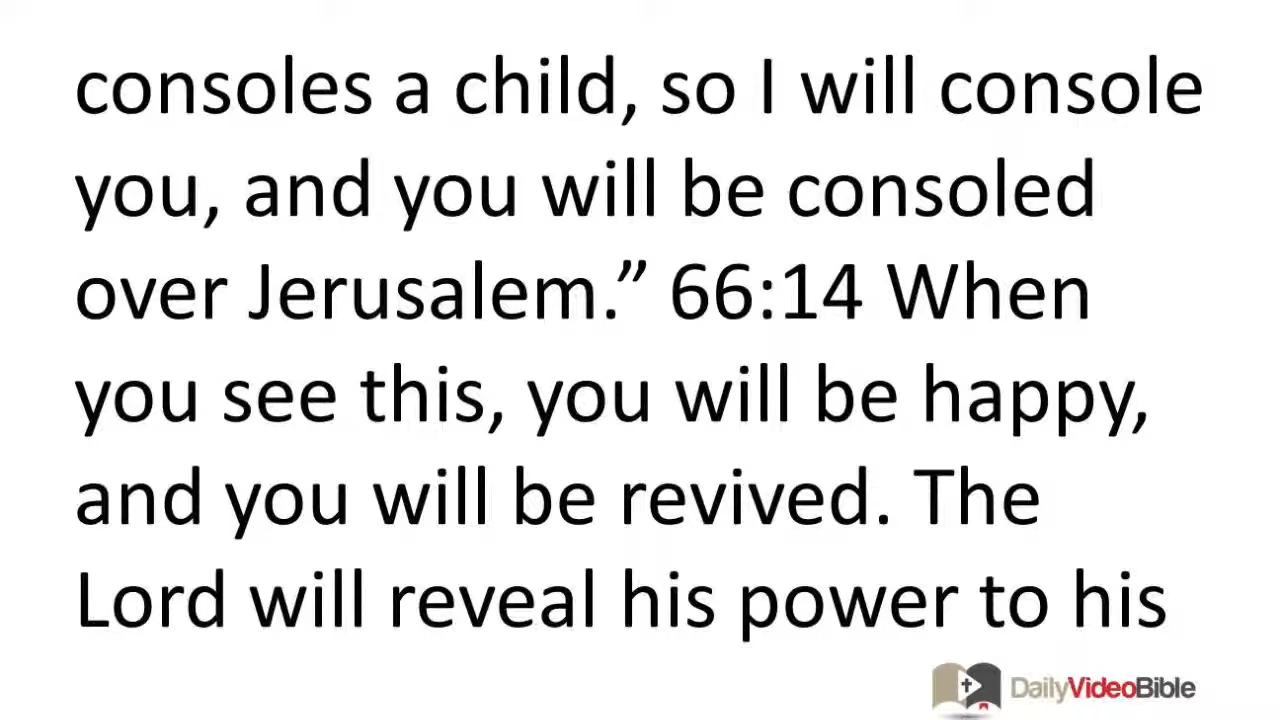 consoles a child, so I will console
you, and you will be consoled
over Jerusalem.” 66:14 When
you see this, you will be happy,
and you will be revived. The
Lord will reveal his power to his
DailyVideoBible